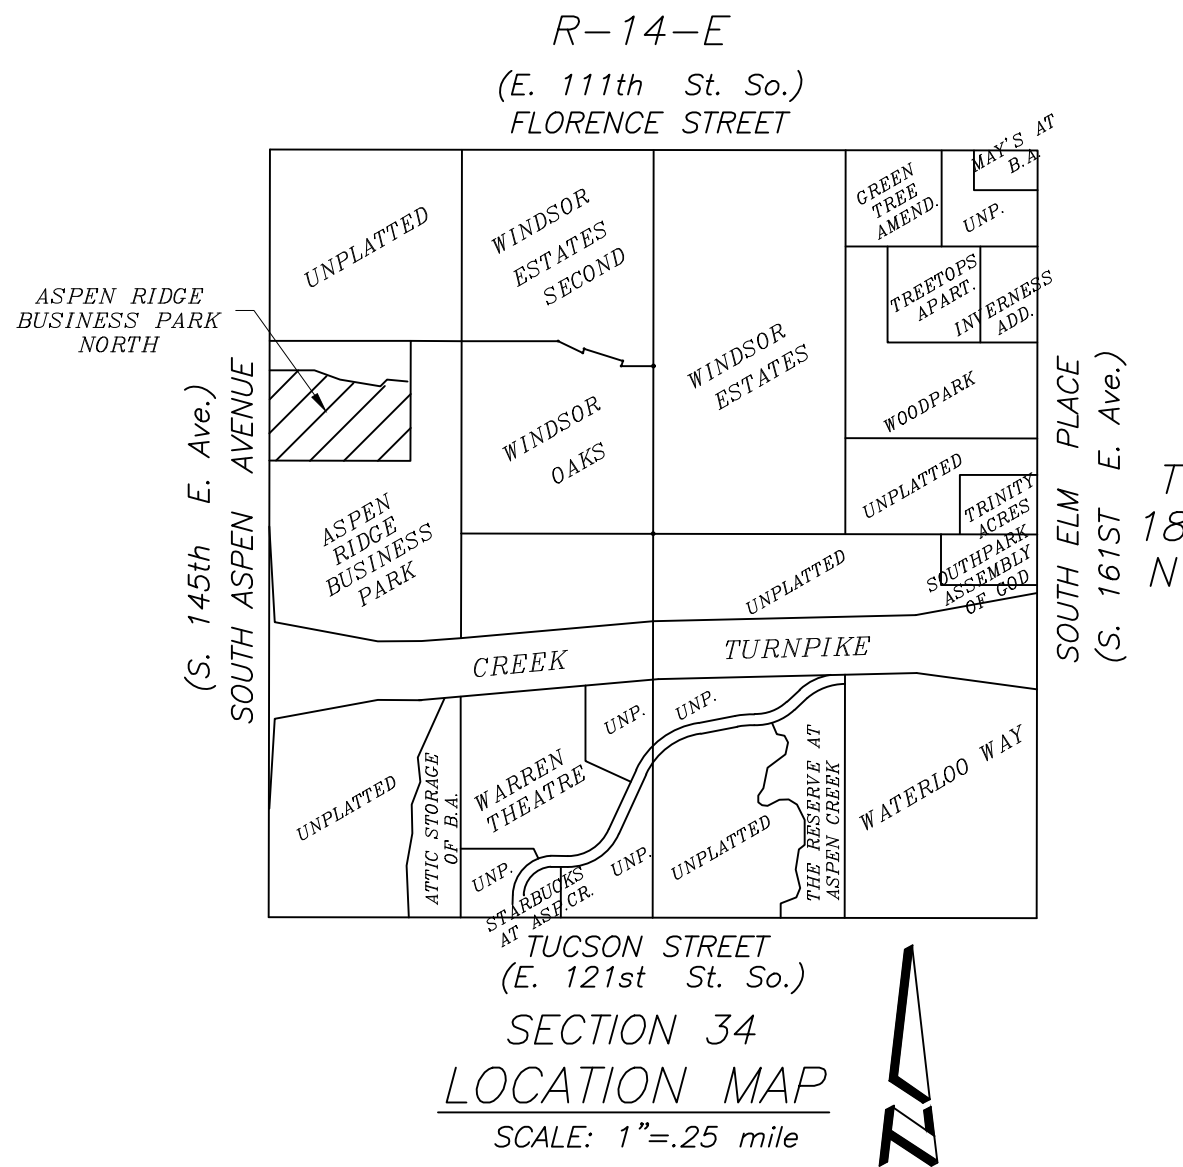 R-14-E
(E. 111th St. So.)
FLORENCE STREET
MAY'S AT
B.A.
GREEN
TREE
AMEND.
UNP.
UNPLATTED
WINDSOR
ESTATES
SECOND
TREETOPS
APART.
INVERNESS
ADD.
ASPEN RIDGE
BUSINESS PARK
NORTH
WINDSOR
ESTATES
WOODPARK
WINDSOR
OAKS
UNPLATTED
TRINITY
ACRES
SOUTHPARK
ASSEMBLY
OF GOD
ASPEN
RIDGE
BUSINESS
PARK
UNPLATTED
(S. 145th E. Ave.)
SOUTH ASPEN AVENUE
SOUTH ELM PLACE
(S. 161ST E. Ave.)
T
18
N
CREEK TURNPIKE
UNP.
UNP.
UNPLATTED
ATTIC STORAGE
OF B.A.
WARREN
THEATRE
THE RESERVE AT
ASPEN CREEK
WATERLOO WAY
UNP.
STARBUCKS
AT ASP.CR.
UNP.
UNPLATTED
TUCSON STREET
(E. 121st St. So.)
SECTION 34
LOCATION MAP
SCALE: 1"=.25 mile